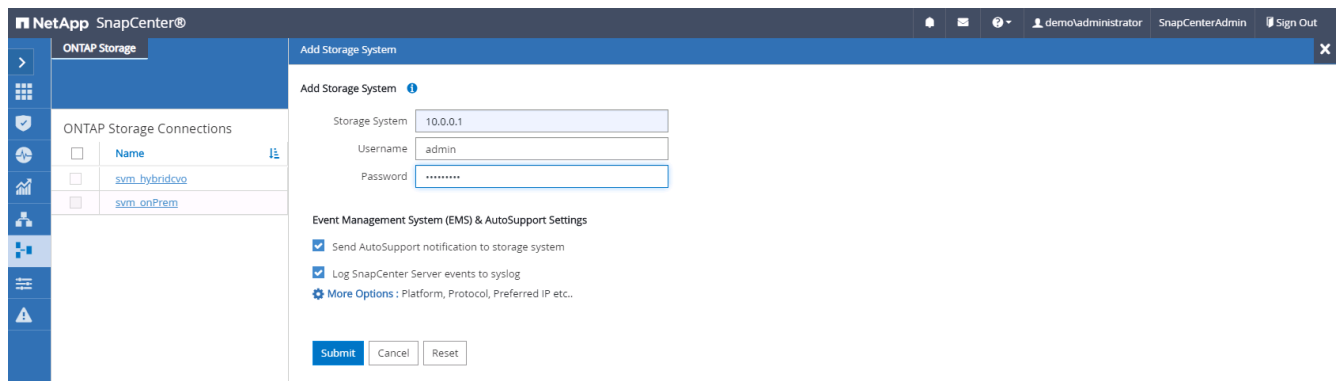 NetApp SnapCenter®
demo\administrator SnapCenterAdmin Sign Out
ONTAP Storage
Add Storage System
ONTAP Storage Connections
Name
svm_hybridcvo
svm_onPrem
Add Storage System
Storage System 10.0.0.1
Username admin
Password •••••••••
Event Management System (EMS) & AutoSupport Settings
Send AutoSupport notification to storage system
Log SnapCenter Server events to syslog
More Options : Platform, Protocol, Preferred IP etc..
Submit Cancel Reset